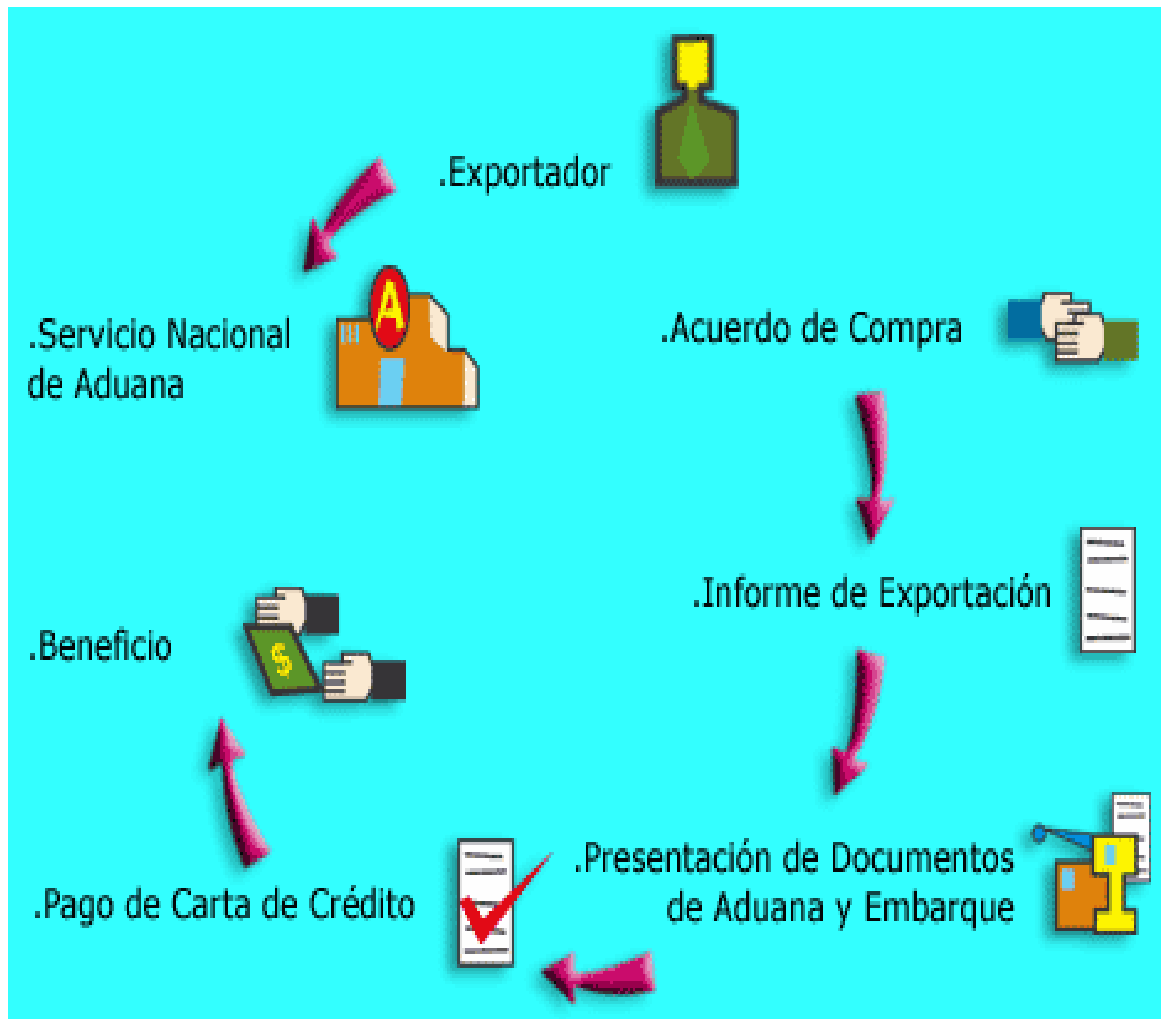 .Exportador
.Servicio Nacional
de Aduana
A
.Acuerdo de Compra
.Informe de Exportación
.Beneficio
$
.Presentación de Documentos
de Aduana y Embarque
.Pago de Carta de Crédito